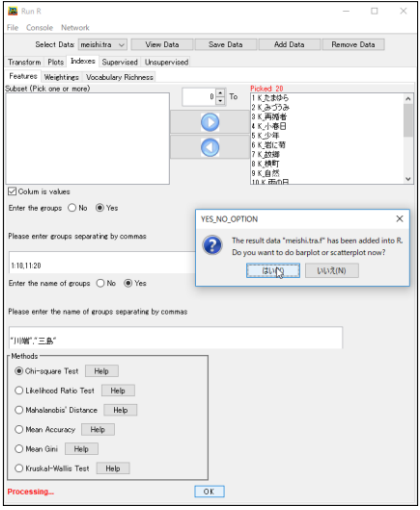 Run R
File Console Network
Select Data: meishi.tra View Data Save Data Add Data Remove Data
Transform Plots Indexes Supervised Unsupervised
Features Weightings Vocabulary Richness
Subset (Pick one or more)
0 To
Picked: 20
1 K_たまゆら
2 K_みづうみ
3 K_再婚者
4 K_小春日
5 K_少年
6 K_岩に菊
7 K_故郷
8 K_横町
9 K_自然
10 K_雨の日
Colum is values
Enter the groups No Yes
Please enter groups separating by commas
1:10,11:20
Enter the name of groups No Yes
Please enter the name of groups separating by commas
"川端","三島"
YES_NO_OPTION
The result data "meishi.tra.f" has been added into R.
Do you want to do barplot or scatterplot now?
はい(Y) いいえ(N)
Methods
Chi-square Test Help
Likelihood Ratio Test Help
Mahalanobis' Distance Help
Mean Accuracy Help
Mean Gini Help
Kruskal-Wallis Test Help
Processing... OK